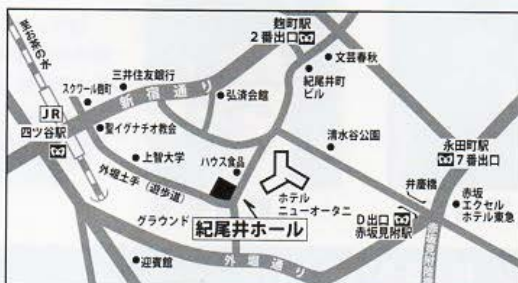 至お茶の水
スクワール麹町
三井住友銀行
新宿通り
麹町駅
2番出口
文芸春秋
紀尾井町
ビル
弘済会館
JR
四ツ谷駅
聖イグナチオ教会
上智大学
ハウス食品
清水谷公園
永田町駅
7番出口
外堀土手(遊歩道)
ホテル
ニューオータニ
弁慶橋
グラウンド
紀尾井ホール
D出口
赤坂見附駅
赤坂
エクセル
ホテル東急
迎賓館
外堀通り